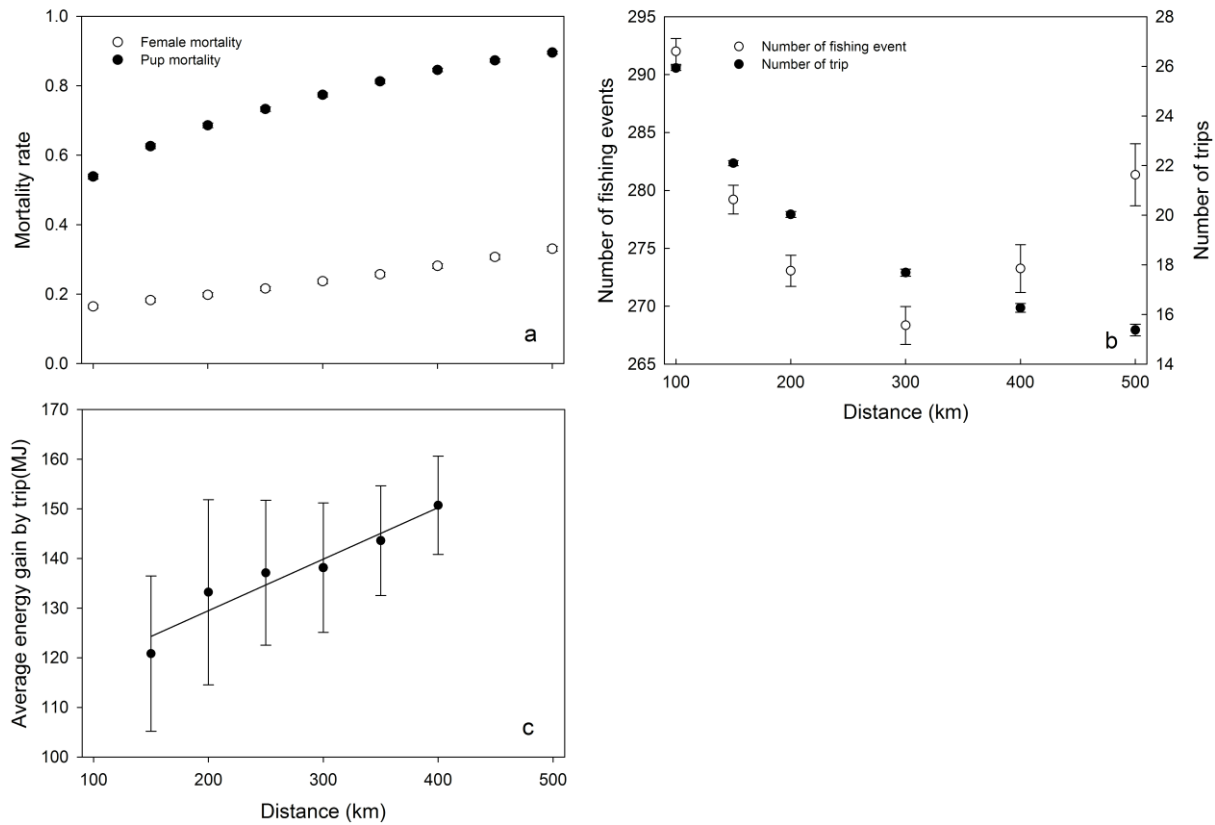 1.0
0.8
0.6
0.4
0.2
0.0
Mortality rate
Female mortality
Pup mortality
a
295
290
285
280
275
270
265
Number of fishing events
Number of fishing event
Number of trip
28
26
24
22
20
18
16
14
Number of trips
b
100 200 300 400 500
Distance (km)
170
160
150
140
130
120
110
100
Average energy gain by trip(MJ)
c
100 200 300 400 500
Distance (km)